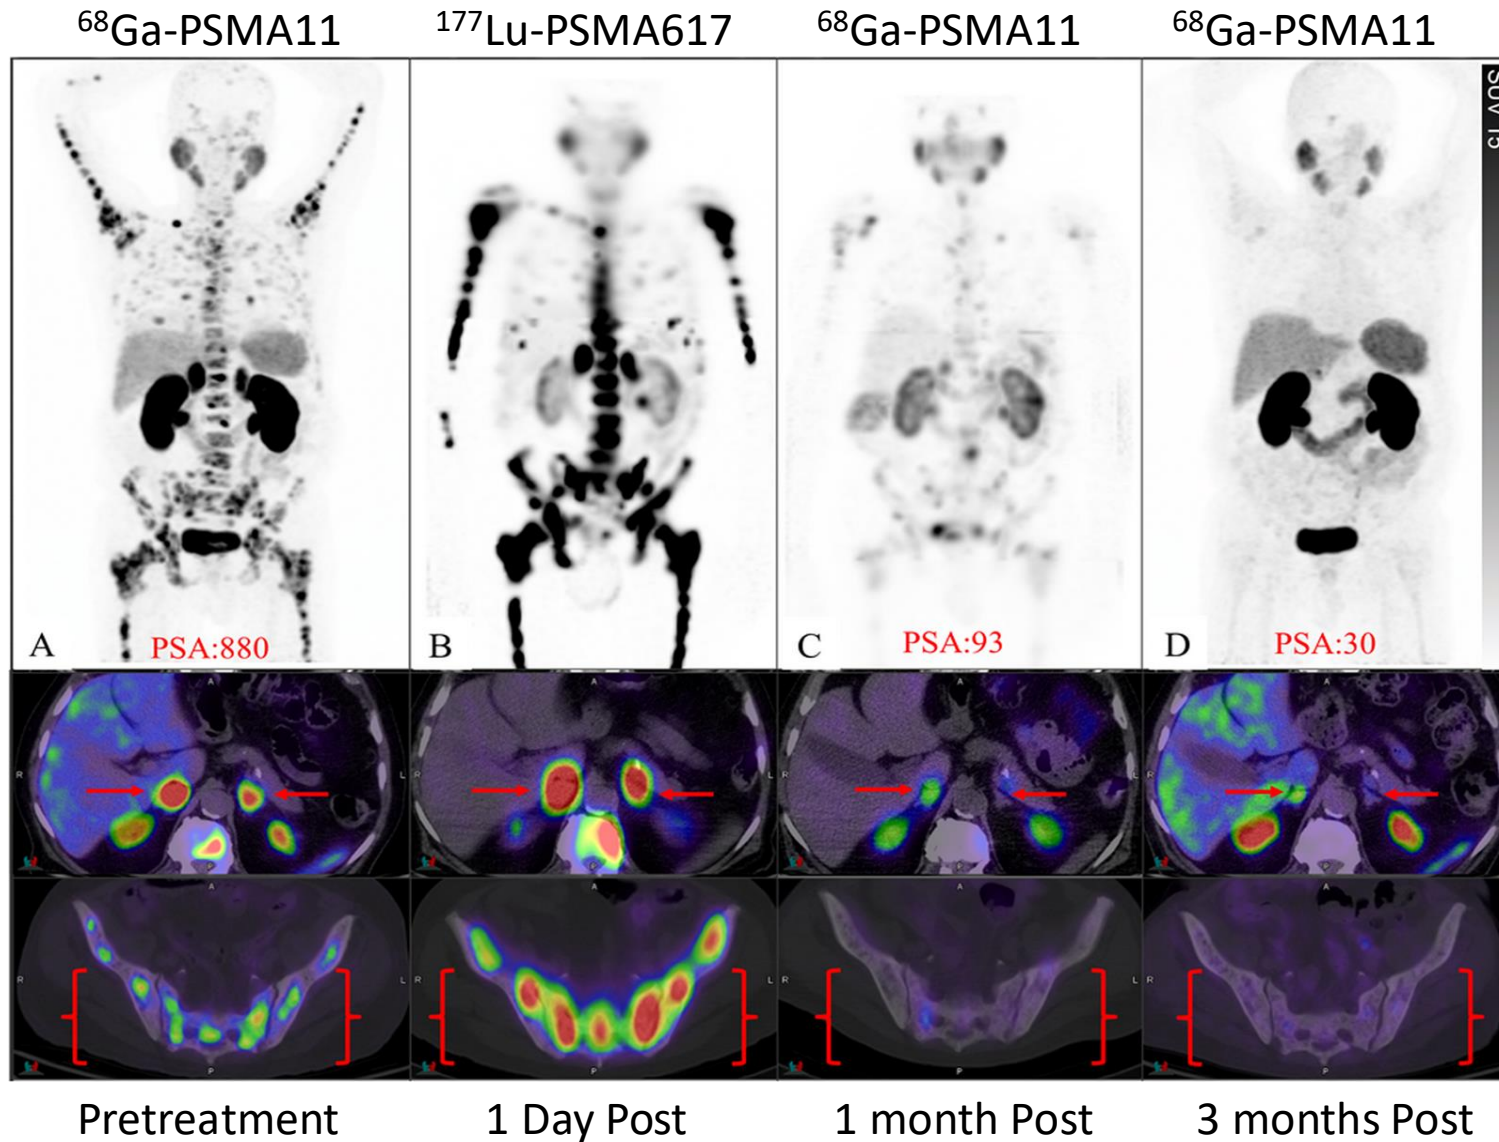 ⁶⁸Ga-PSMA11 ¹⁷⁷Lu-PSMA617 ⁶⁸Ga-PSMA11 ⁶⁸Ga-PSMA11
SUV 15
A PSA:880 B C PSA:93 D PSA:30
A A A A
R L R L R L R L
P P P P
A A A A
R L R L R L R L
P P P P
Pretreatment 1 Day Post 1 month Post 3 months Post